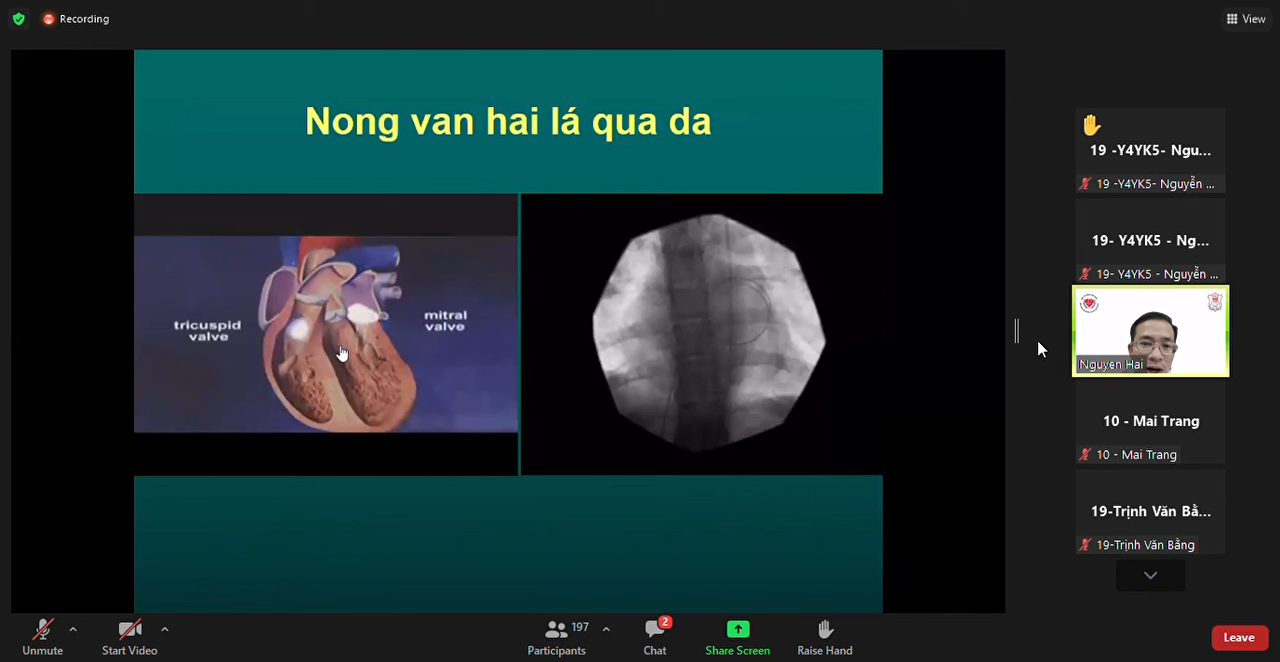 Recording
View
Nong van hai lá qua da
tricuspid
valve
mitral
valve
19 -Y4YK5- Ngu...
19 -Y4YK5- Nguyễn ...
19- Y4YK5 - Ng...
19- Y4YK5 - Nguyễn ...
Nguyen Hai
10 - Mai Trang
10 - Mai Trang
19-Trịnh Văn Bằ...
19-Trịnh Văn Bằng
Unmute
Start Video
197
Participants
2
Chat
Share Screen
Raise Hand
Leave